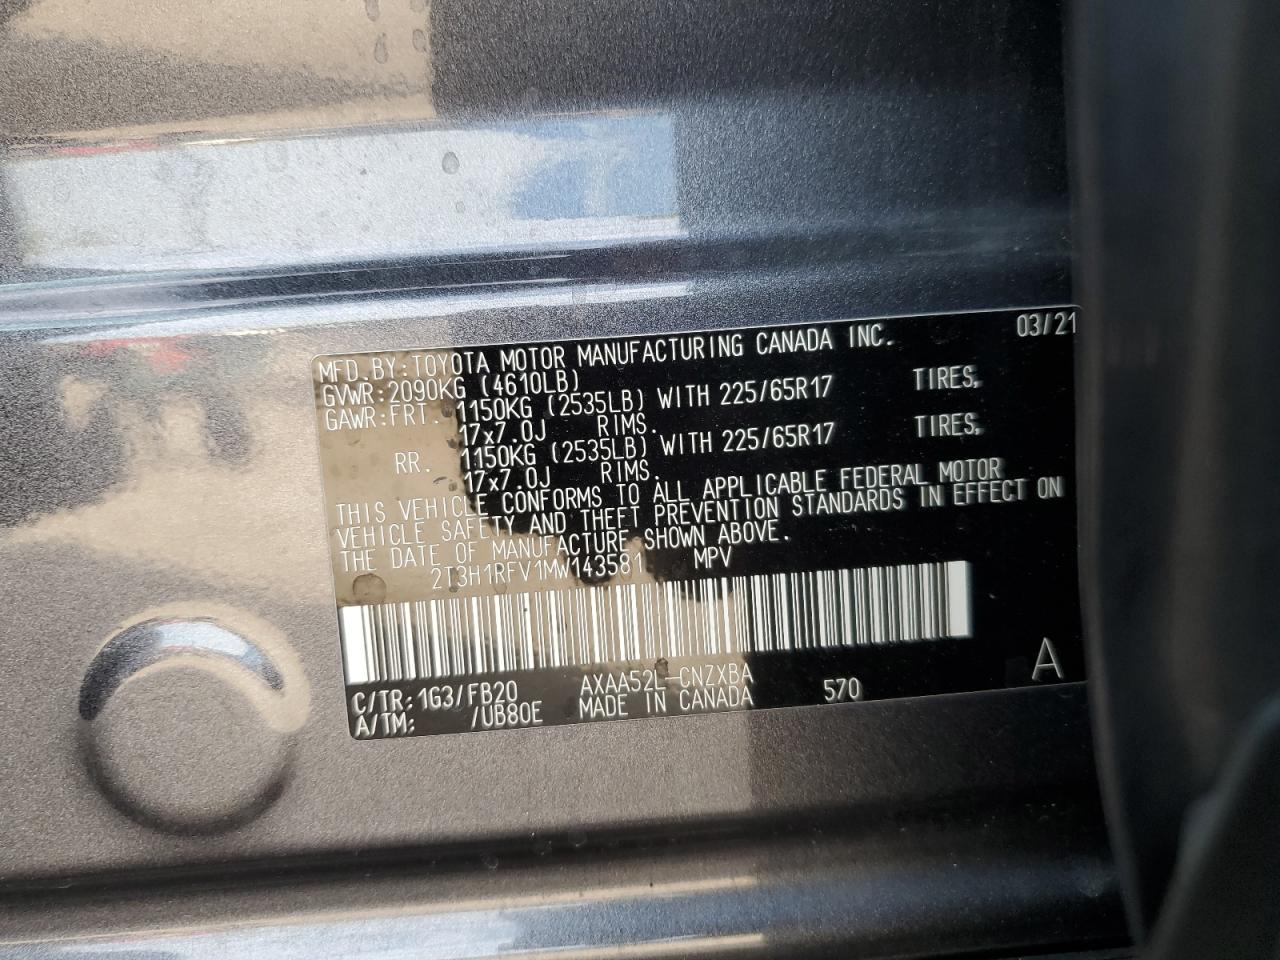 MFD.BY:TOYOTA MOTOR MANUFACTURING CANADA INC. 03/21
GVWR:2090KG (4610LB)
GAWR:FRT. 1150KG (2535LB) WITH 225/65R17 TIRES,
17x7.0J RIMS.
RR. 1150KG (2535LB) WITH 225/65R17 TIRES,
17x7.0J RIMS.
THIS VEHICLE CONFORMS TO ALL APPLICABLE FEDERAL MOTOR
VEHICLE SAFETY AND THEFT PREVENTION STANDARDS IN EFFECT ON
THE DATE OF MANUFACTURE SHOWN ABOVE.
2T3H1RFV1MW143581 MPV
C/TR:1G3/FB20 AXAA52L-CNZXBA 570 A
A/TM: /UB80E MADE IN CANADA